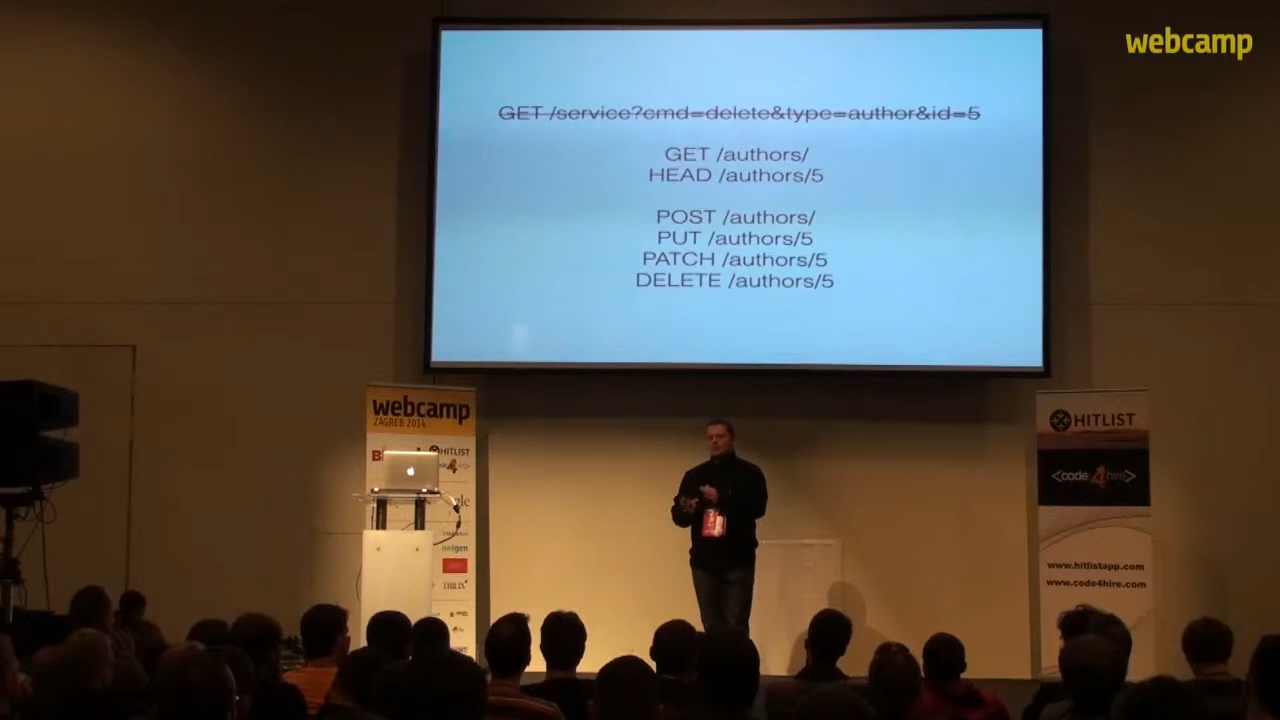 webcamp
GET /service?cmd=delete&type=author&id=5
GET /authors/
HEAD /authors/5
POST /authors/
PUT /authors/5
PATCH /authors/5
DELETE /authors/5
webcamp
ZAGREB 2014
HITLIST
netgen
TRILIX
HITLIST
<code4hire>
www.hitlistapp.com
www.code4hire.com